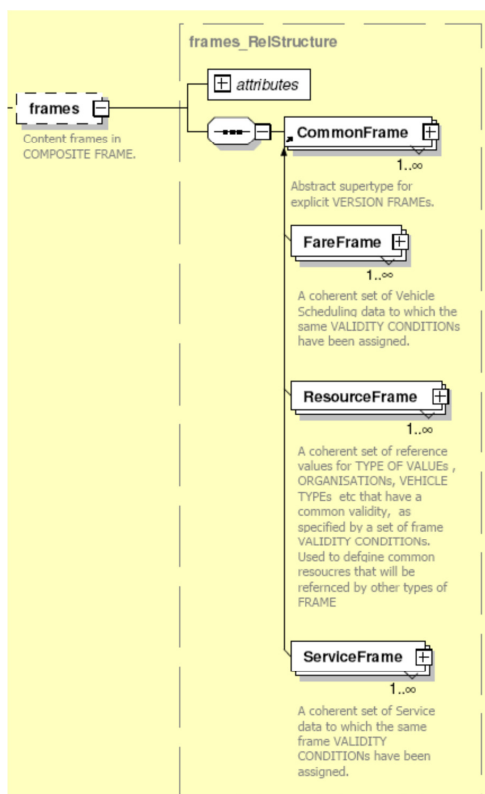 frames_RelStructure
attributes
frames
Content frames in
COMPOSITE FRAME.
CommonFrame
1..∞
Abstract supertype for
explicit VERSION FRAMEs.
FareFrame
1..∞
A coherent set of Vehicle
Scheduling data to which the
same VALIDITY CONDITIONs
have been assigned.
ResourceFrame
1..∞
A coherent set of reference
values for TYPE OF VALUEs ,
ORGANISATIONs, VEHICLE
TYPEs etc that have a
common validity, as
specified by a set of frame
VALIDITY CONDITIONs.
Used to defgine common
resoucres that will be
refernced by other types of
FRAME
ServiceFrame
1..∞
A coherent set of Service
data to which the same
frame VALIDITY
CONDITIONs have been
assigned.